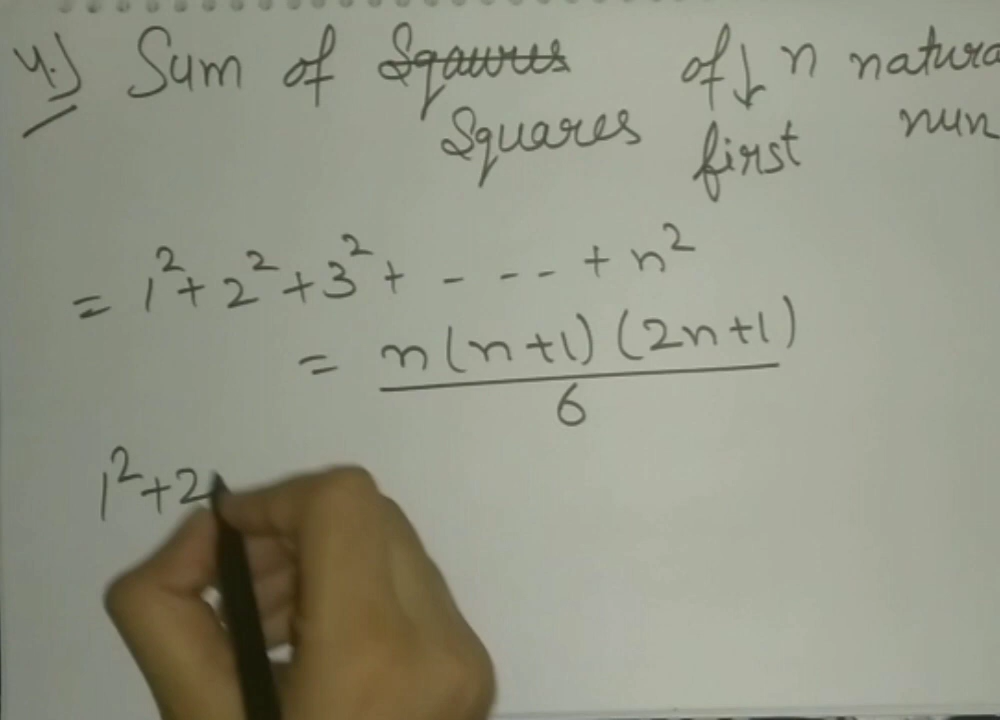 4.) Sum of Sqaures of ↓ n natura
Squares first nun
= 1² + 2² + 3² + - - - - + n²
= n(n+1)(2n+1)
6
1² + 2